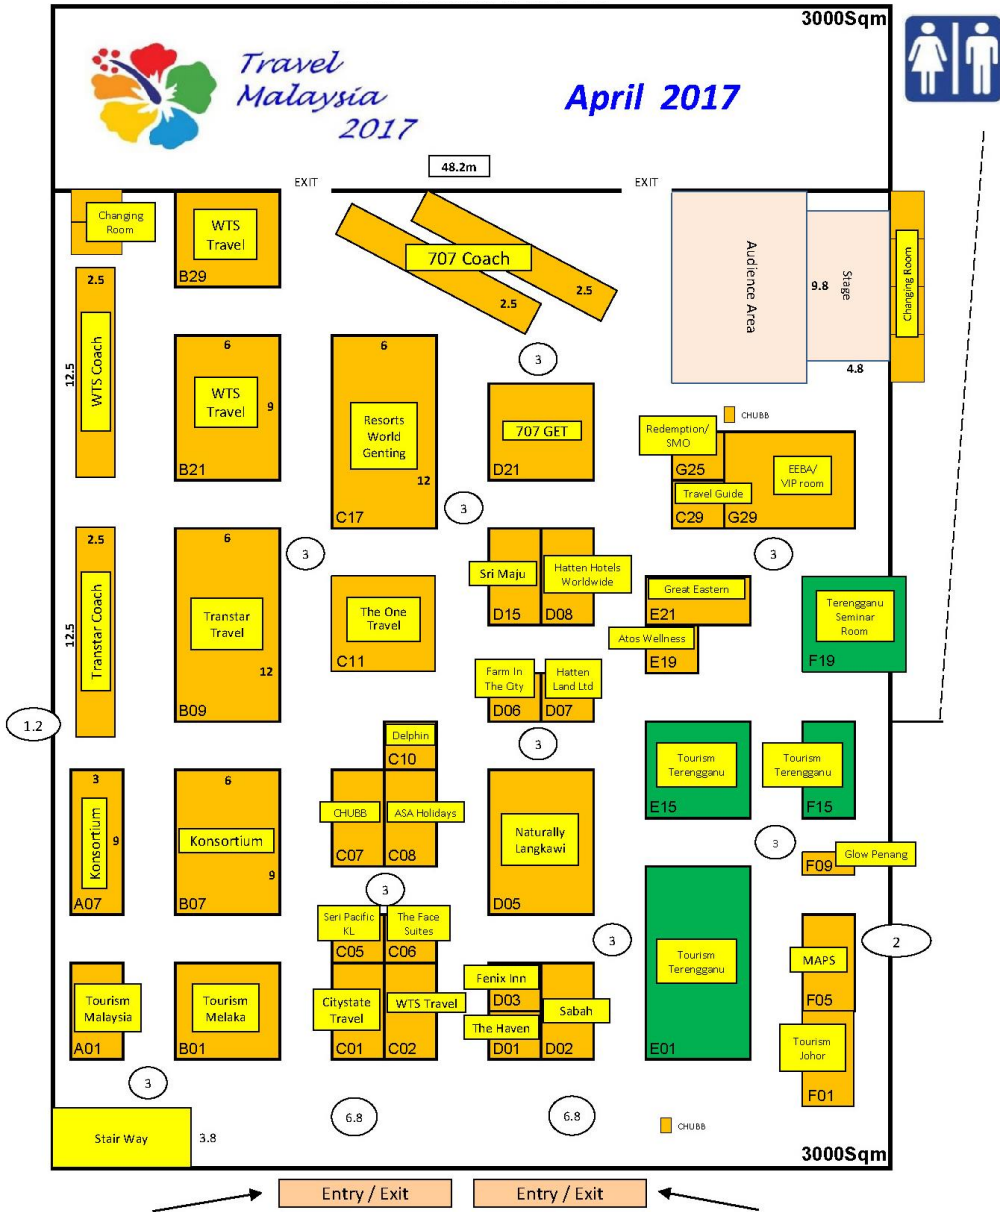 3000Sqm
Travel
Malaysia
2017
April 2017
48.2m
EXIT
EXIT
Changing
Room
WTS
Travel
B29
707 Coach
2.5
2.5
Audience Area
9.8
Stage
4.8
Changing Room
2.5
12.5
WTS Coach
6
WTS
Travel
9
B21
6
Resorts
World
Genting
12
C17
3
707 GET
D21
CHUBB
Redemption/
SMO
G25
EEBA/
VIP room
Travel Guide
C29
G29
3
3
3
2.5
12.5
Transtar Coach
6
Transtar
Travel
12
B09
The One
Travel
C11
Sri Maju
D15
Hatten Hotels
Worldwide
D08
Great Eastern
E21
Atos Wellness
E19
Terengganu
Seminar
Room
F19
Farm In
The City
D06
Hatten
Land Ltd
D07
1.2
3
Delphin
C10
Tourism
Terengganu
E15
Tourism
Terengganu
F15
3
Konsortium
9
A07
6
Konsortium
9
B07
CHUBB
C07
ASA Holidays
C08
Naturally
Langkawi
D05
3
Glow Penang
F09
3
Seri Pacific
KL
C05
The Face
Suites
C06
3
2
Tourism
Terengganu
E01
MAPS
F05
Tourism
Malaysia
A01
Tourism
Melaka
B01
Citystate
Travel
C01
WTS Travel
C02
Fenix Inn
D03
The Haven
D01
Sabah
D02
Tourism
Johor
F01
3
6.8
6.8
Stair Way
3.8
CHUBB
3000Sqm
Entry / Exit
Entry / Exit